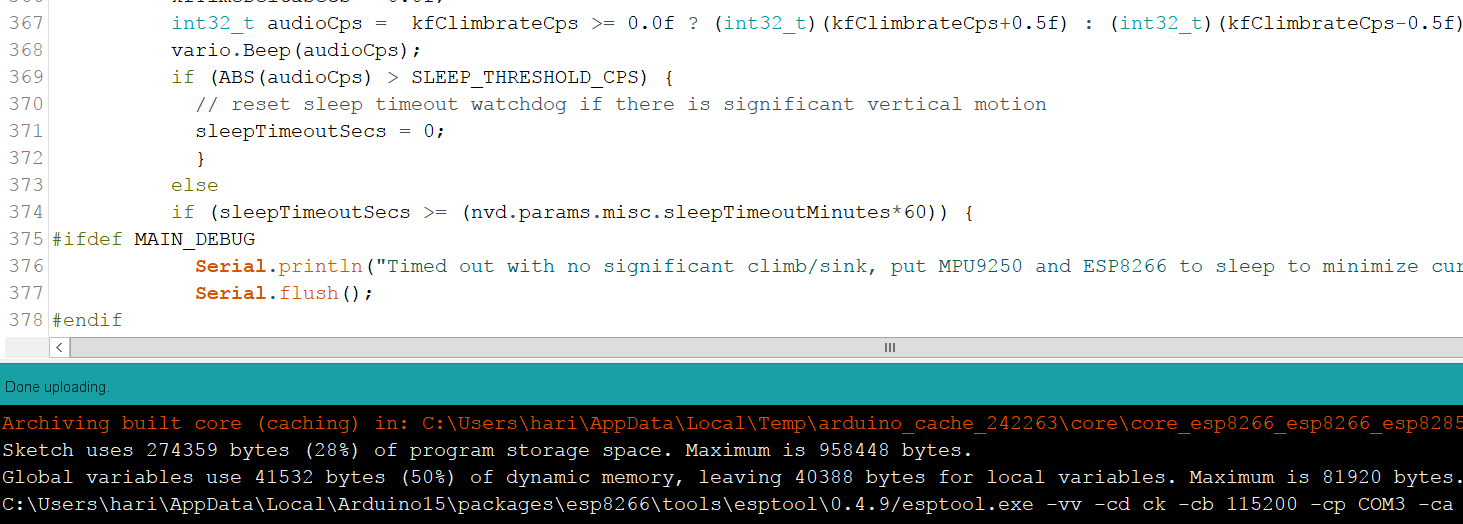 367 int32_t audioCps =  kfClimbrateCps >= 0.0f ? (int32_t)(kfClimbrateCps+0.5f) : (int32_t)(kfClimbrateCps-0.5f)
368 vario.Beep(audioCps);
369 if (ABS(audioCps) > SLEEP_THRESHOLD_CPS) {
370 // reset sleep timeout watchdog if there is significant vertical motion
371 sleepTimeoutSecs = 0;
372 }
373 else
374 if (sleepTimeoutSecs >= (nvd.params.misc.sleepTimeoutMinutes*60)) {
375 #ifdef MAIN_DEBUG
376 Serial.println("Timed out with no significant climb/sink, put MPU9250 and ESP8266 to sleep to minimize cur
377 Serial.flush();
378 #endif
Done uploading.
Archiving built core (caching) in: C:\Users\hari\AppData\Local\Temp\arduino_cache_242263\core\core_esp8266_esp8266_esp8285
Sketch uses 274359 bytes (28%) of program storage space. Maximum is 958448 bytes.
Global variables use 41532 bytes (50%) of dynamic memory, leaving 40388 bytes for local variables. Maximum is 81920 bytes.
C:\Users\hari\AppData\Local\Arduino15\packages\esp8266\tools\esptool\0.4.9/esptool.exe -vv -cd ck -cb 115200 -cp COM3 -ca